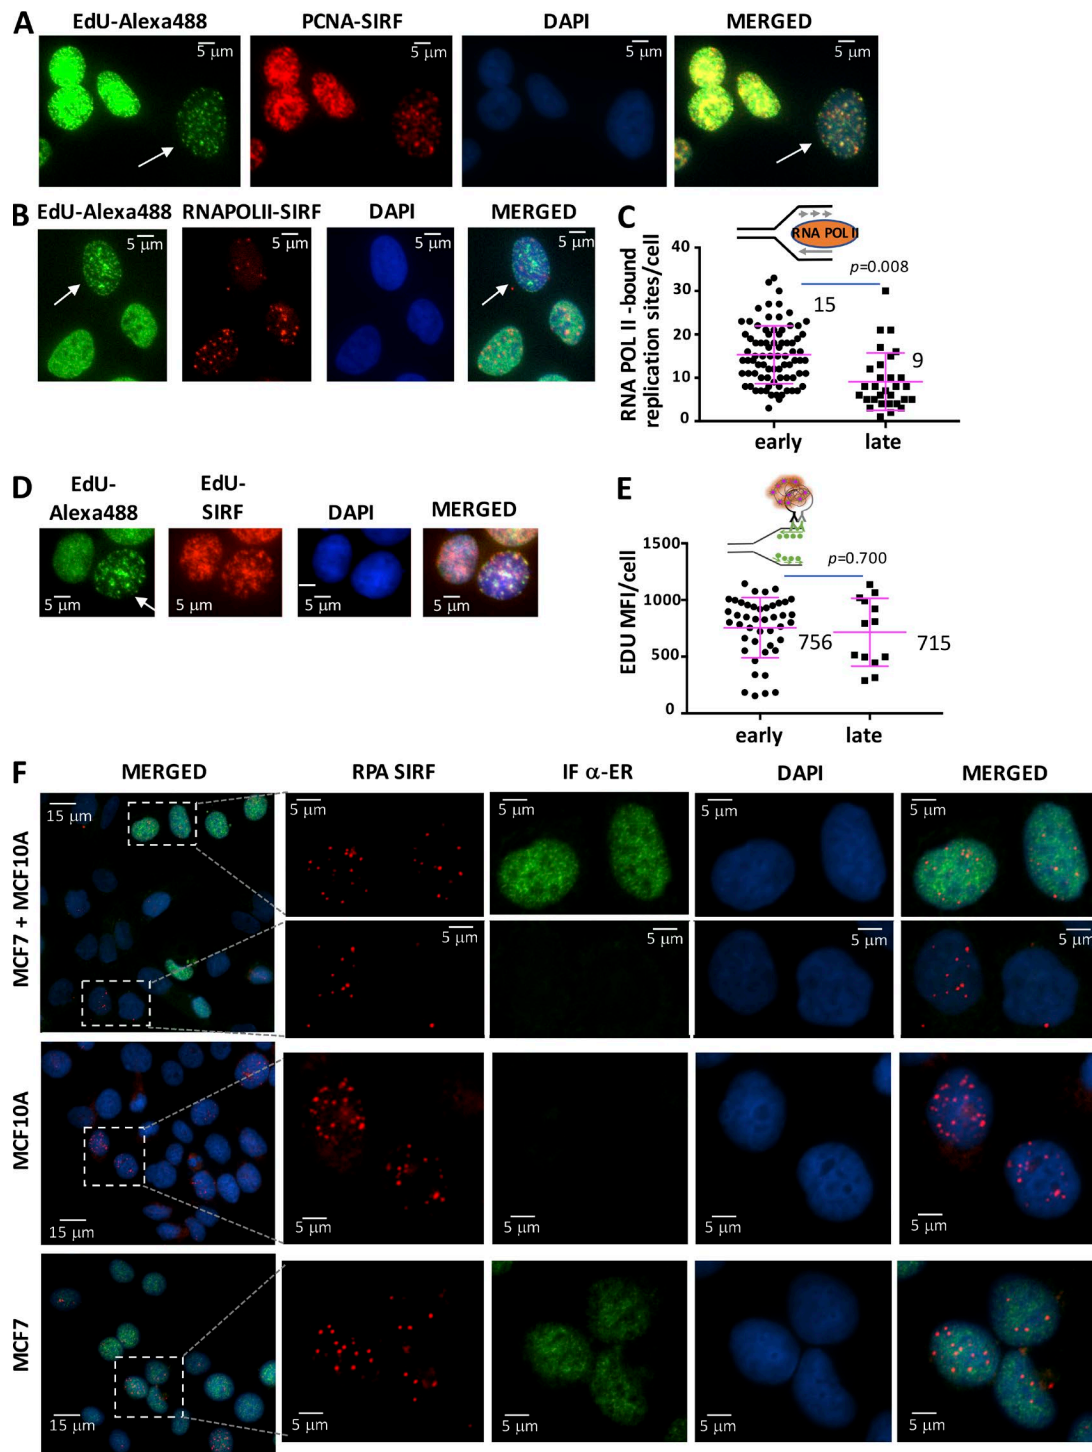 A
EdU-Alexa488 PCNA-SIRF DAPI MERGED
5 µm 5 µm 5 µm 5 µm
B
EdU-Alexa488 RNAPOLII-SIRF DAPI MERGED
5 µm 5 µm 5 µm 5 µm
C
RNA POL II
p=0.008
RNA POL II -bound
replication sites/cell
40
30
20
10
0
15
9
early late
D
EdU-
Alexa488
EdU-
SIRF
DAPI
MERGED
5 µm 5 µm 5 µm 5 µm
E
p=0.700
EDU MFI/cell
1500
1000
500
0
756
715
early late
F
MERGED RPA SIRF IF α-ER DAPI MERGED
MCF7 + MCF10A
15 µm 5 µm 5 µm 5 µm 5 µm
5 µm 5 µm 5 µm 5 µm
MCF10A
15 µm 5 µm 5 µm 5 µm 5 µm
MCF7
15 µm 5 µm 5 µm 5 µm 5 µm